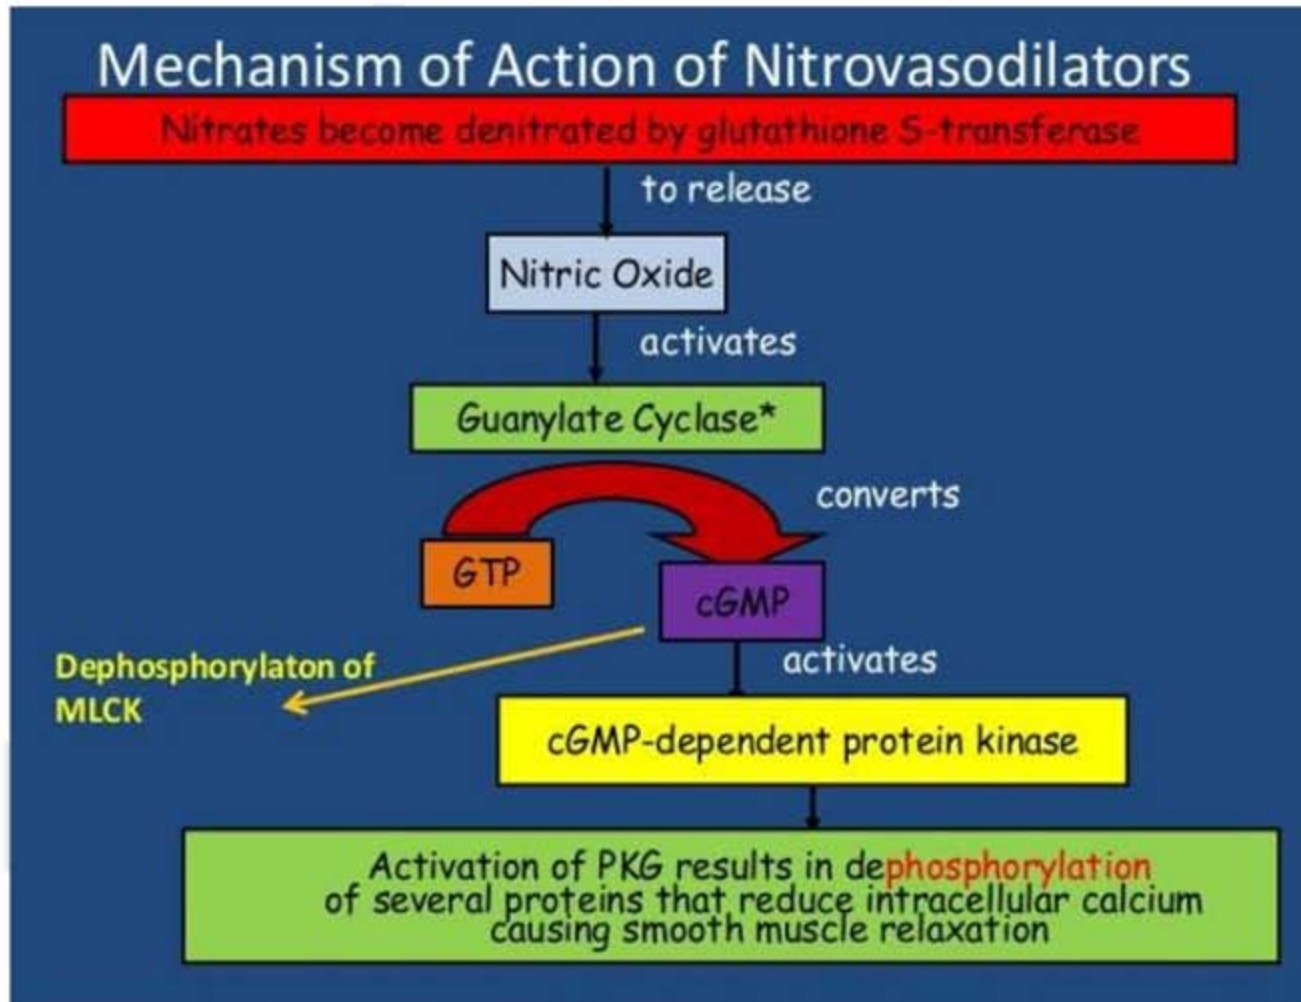 Mechanism of Action of Nitrovasodilators
Nitrates become denitrated by glutathione S-transferase
to release
Nitric Oxide
activates
Guanylate Cyclase*
converts
GTP
cGMP
activates
Dephosphorylaton of
MLCK
cGMP-dependent protein kinase
Activation of PKG results in dephosphorylation
of several proteins that reduce intracellular calcium
causing smooth muscle relaxation